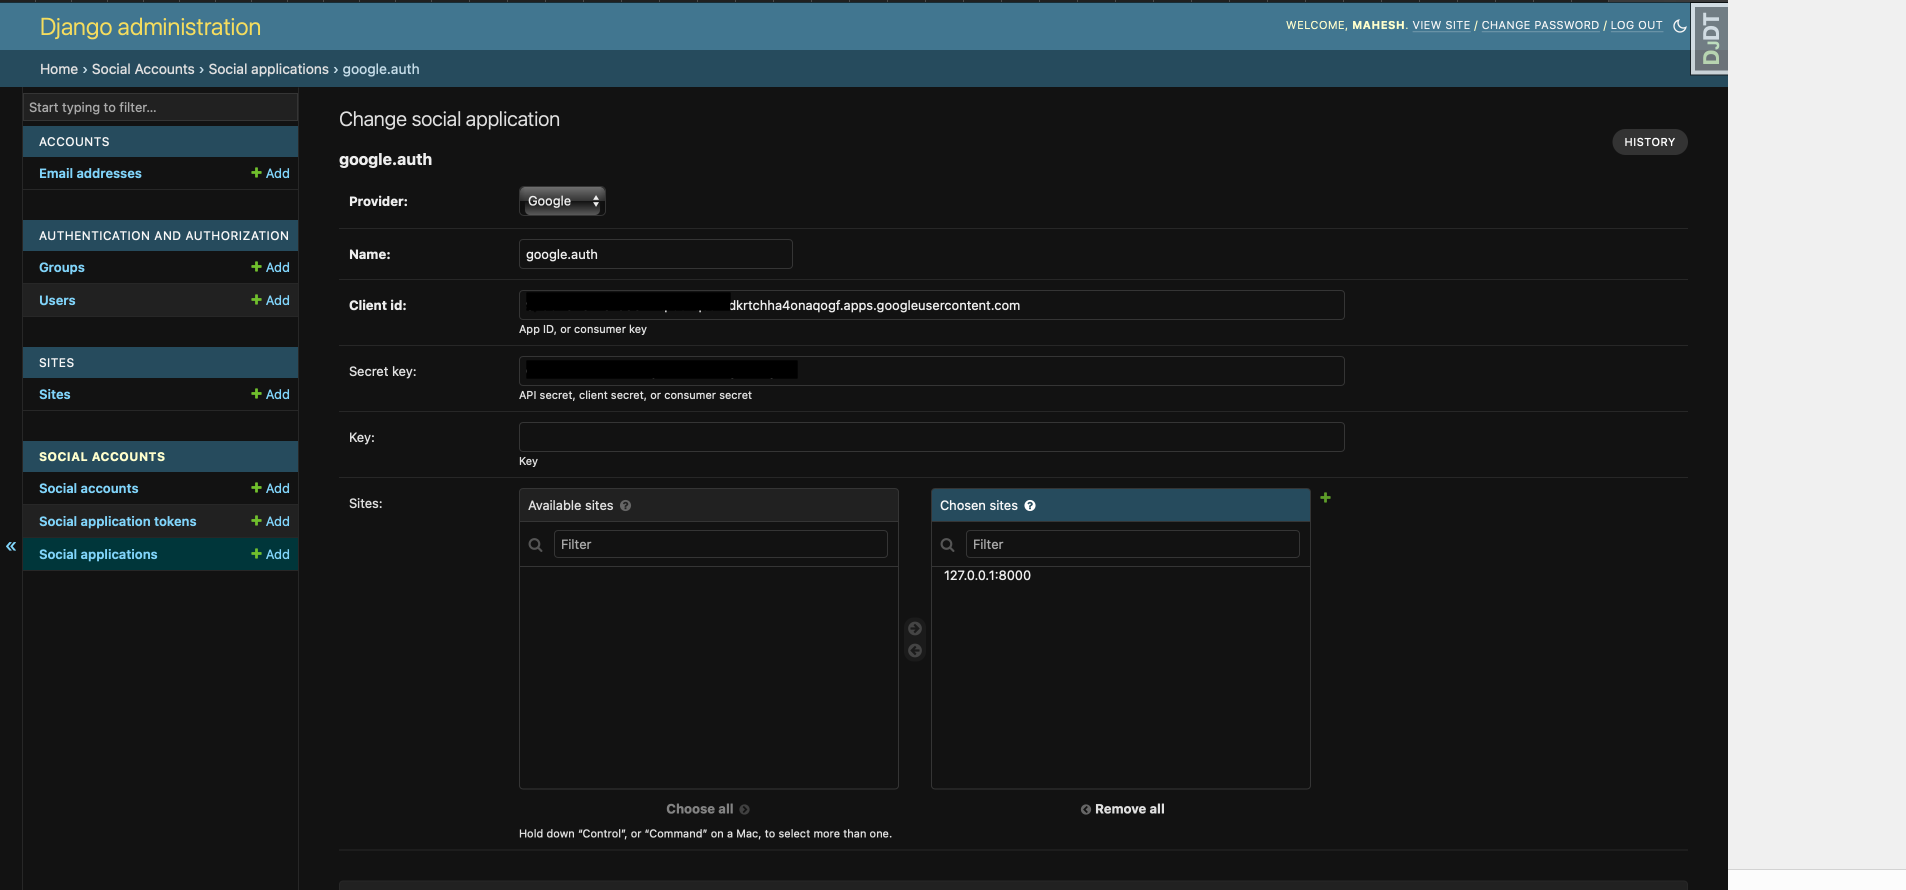 Django administration
WELCOME, MAHESH. VIEW SITE / CHANGE PASSWORD / LOG OUT
DJDT
Home › Social Accounts › Social applications › google.auth
Start typing to filter...
ACCOUNTS
Email addresses + Add
AUTHENTICATION AND AUTHORIZATION
Groups + Add
Users + Add
SITES
Sites + Add
SOCIAL ACCOUNTS
Social accounts + Add
Social application tokens + Add
Social applications + Add
«
Change social application
HISTORY
google.auth
Provider: Google
Name: google.auth
Client id: dkrtchha4onaqogf.apps.googleusercontent.com
App ID, or consumer key
Secret key:
API secret, client secret, or consumer secret
Key:
Key
Sites:
Available sites ?
Filter
Choose all
Chosen sites ?
Filter
127.0.0.1:8000
Remove all
Hold down “Control”, or “Command” on a Mac, to select more than one.